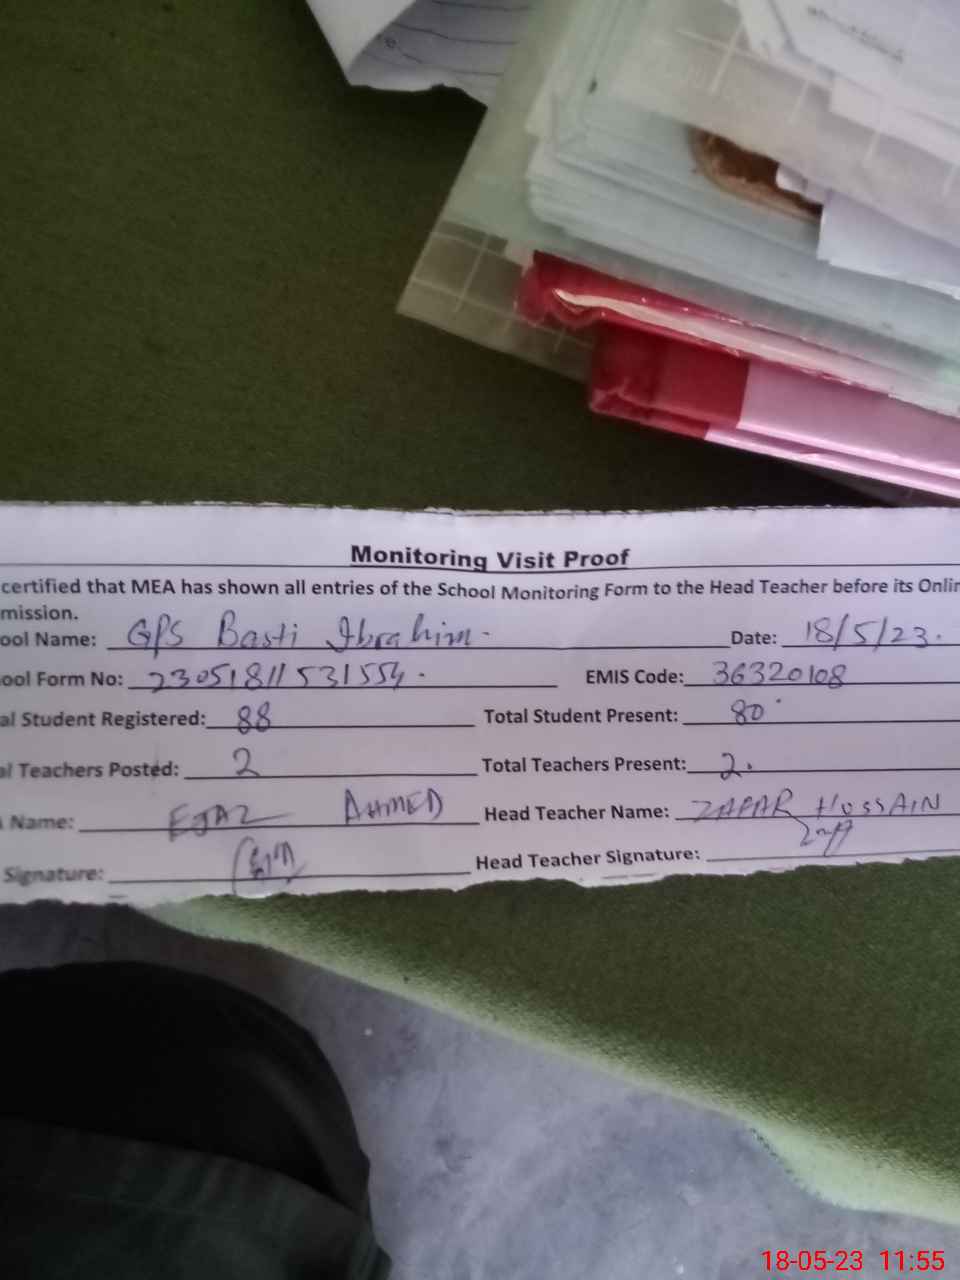 Monitoring Visit Proof
certified that MEA has shown all entries of the School Monitoring Form to the Head Teacher before its Onlin
mission.
ool Name: GPS Basti Ibrahim. Date: 18/5/23.
ool Form No: 23051811531554. EMIS Code: 36320108
al Student Registered: 88 Total Student Present: 80
al Teachers Posted: 2 Total Teachers Present: 2.
Name: EJAZ AHMED Head Teacher Name: ZAFAR HUSSAIN
Signature: Head Teacher Signature:
18-05-23 11:55